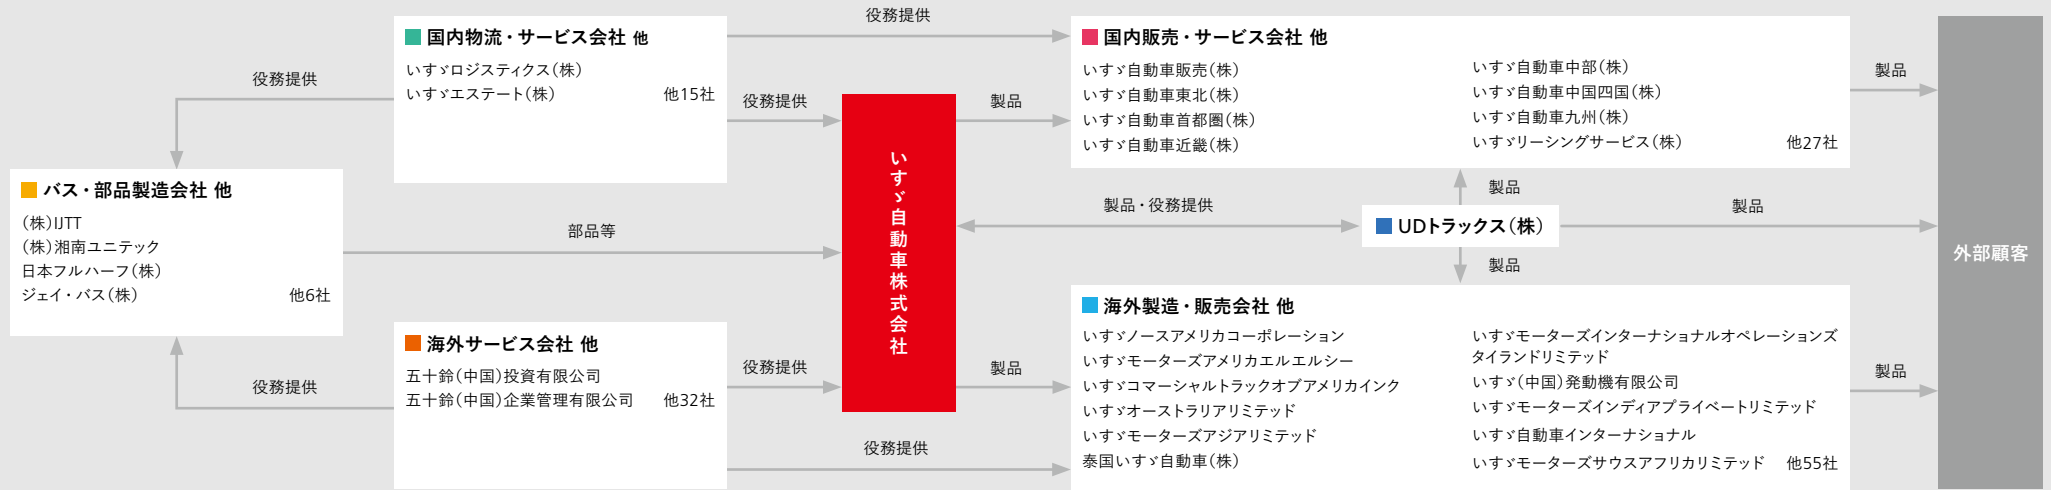 役務提供
国内物流・サービス会社 他
いすゞロジスティクス（株）
いすゞエステート（株） 他15社
役務提供
役務提供
バス・部品製造会社 他
（株）IJTT
（株）湘南ユニテック
日本フルハーフ（株）
ジェイ・バス（株） 他6社
部品等
海外サービス会社 他
五十鈴（中国）投資有限公司
五十鈴（中国）企業管理有限公司 他32社
役務提供
役務提供
役務提供
いすゞ自動車株式会社
製品
国内販売・サービス会社 他
いすゞ自動車販売（株）
いすゞ自動車東北（株）
いすゞ自動車首都圏（株）
いすゞ自動車近畿（株）
いすゞ自動車中部（株）
いすゞ自動車中国四国（株）
いすゞ自動車九州（株）
いすゞリーシングサービス（株） 他27社
製品
製品・役務提供
製品
UDトラックス（株）
製品
製品
製品
海外製造・販売会社 他
いすゞノースアメリカコーポレーション
いすゞモーターズアメリカエルエルシー
いすゞコマーシャルトラックオブアメリカインク
いすゞオーストラリアリミテッド
いすゞモーターズアジアリミテッド
泰国いすゞ自動車（株）
いすゞモーターズインターナショナルオペレーションズ
タイランドリミテッド
いすゞ（中国）発動機有限公司
いすゞモーターズインディアプライベートリミテッド
いすゞ自動車インターナショナル
いすゞモーターズサウスアフリカリミテッド 他55社
製品
外部顧客